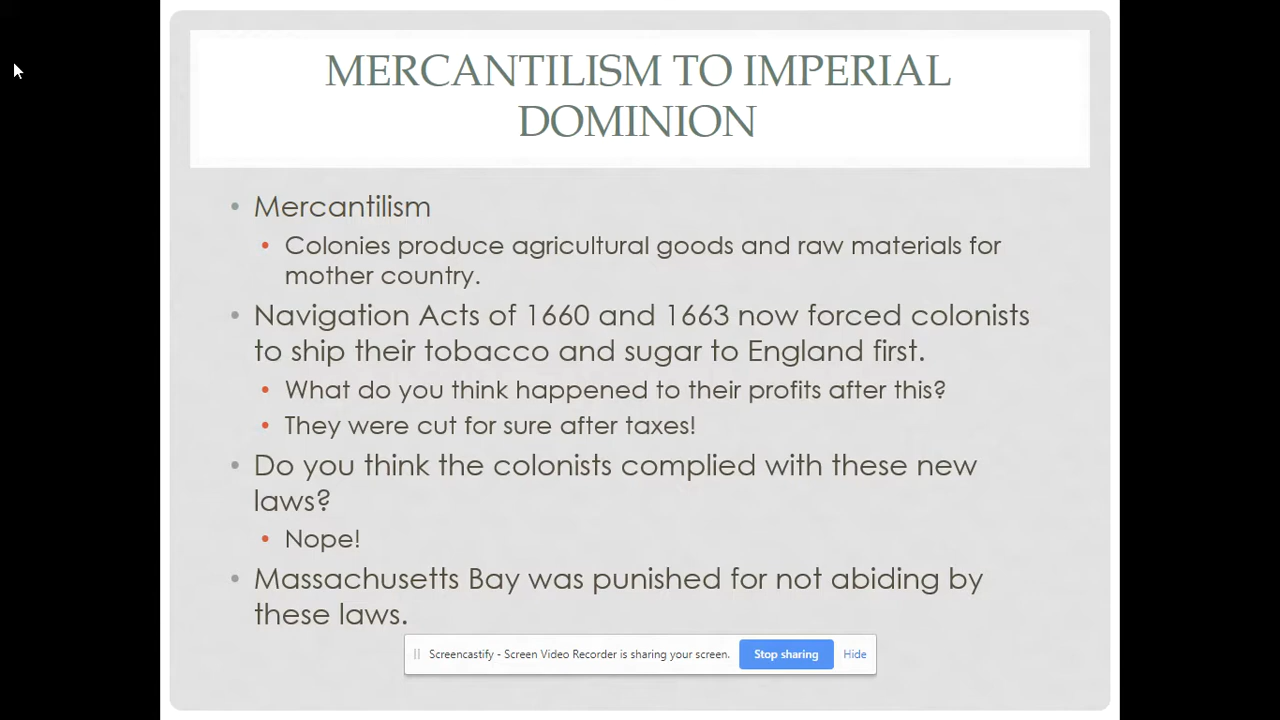 MERCANTILISM TO IMPERIAL
DOMINION
• Mercantilism
• Colonies produce agricultural goods and raw materials for
mother country.
• Navigation Acts of 1660 and 1663 now forced colonists
to ship their tobacco and sugar to England first.
• What do you think happened to their profits after this?
• They were cut for sure after taxes!
• Do you think the colonists complied with these new
laws?
• Nope!
• Massachusetts Bay was punished for not abiding by
these laws.
Screencastify - Screen Video Recorder is sharing your screen. Stop sharing Hide